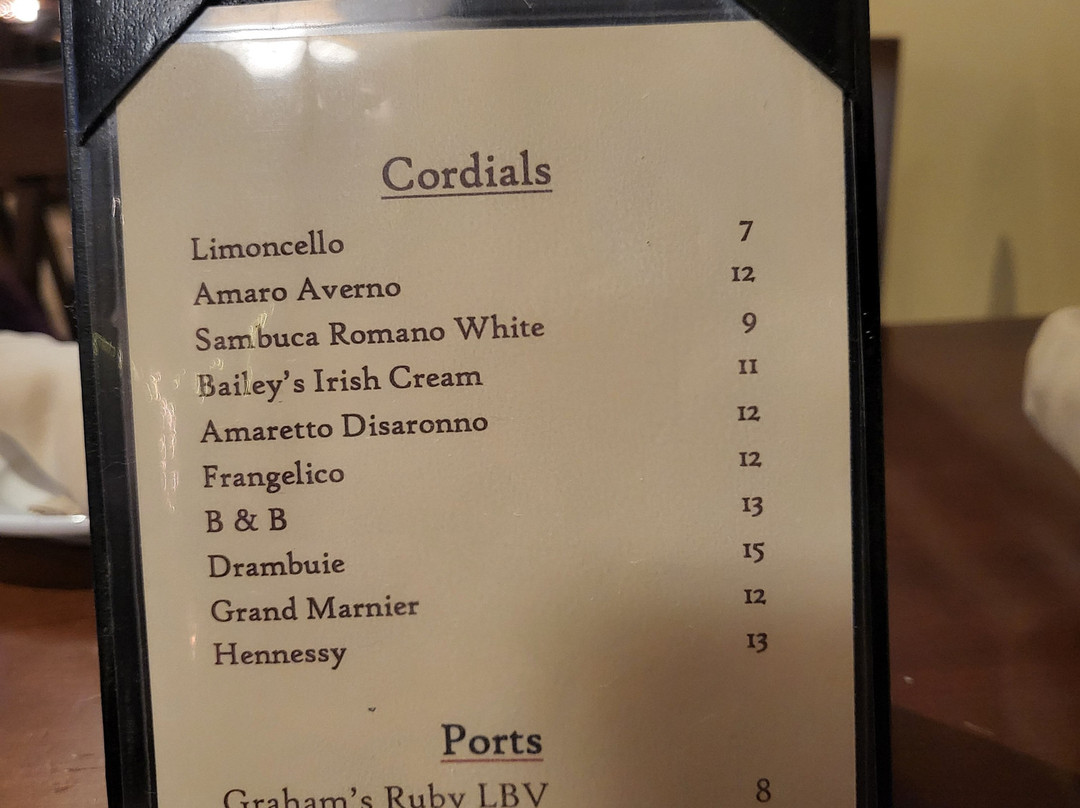 Cordials
Limoncello 7
Amaro Averno 12
Sambuca Romano White 9
Bailey's Irish Cream 11
Amaretto Disaronno 12
Frangelico 12
B & B 13
Drambuie 15
Grand Marnier 12
Hennessy 13
Ports
Graham's Ruby LBV 8